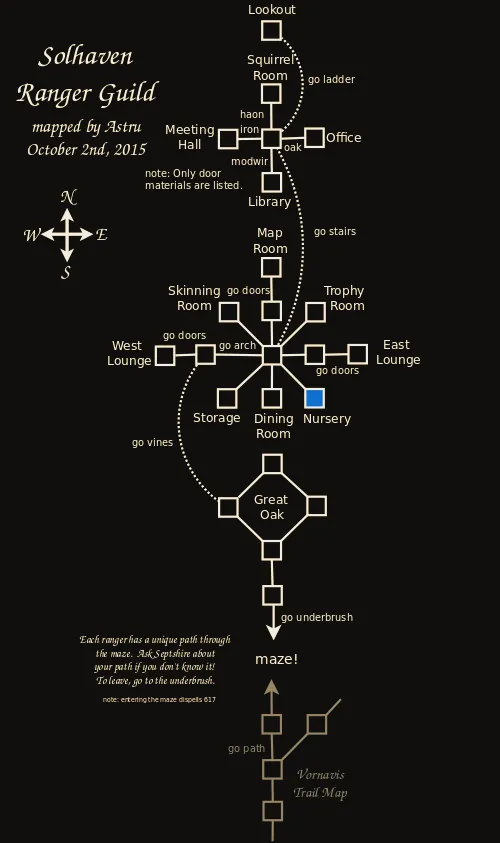 Lookout
Solhaven
Ranger Guild
mapped by Astru
October 2nd, 2015
Squirrel
Room
go ladder
haon
iron
Meeting
Hall
oak
Office
modwir
note: Only door
materials are listed.
Library
N
W E
S
go stairs
Map
Room
Skinning
Room
go doors
Trophy
Room
go doors
West
Lounge
go arch
East
Lounge
go doors
Storage
Dining
Room
Nursery
go vines
Great
Oak
go underbrush
Each ranger has a unique path through
the maze. Ask Septshire about
your path if you don't know it!
To leave, go to the underbrush.
maze!
note: entering the maze dispells 617
go path
Vornavis
Trail Map